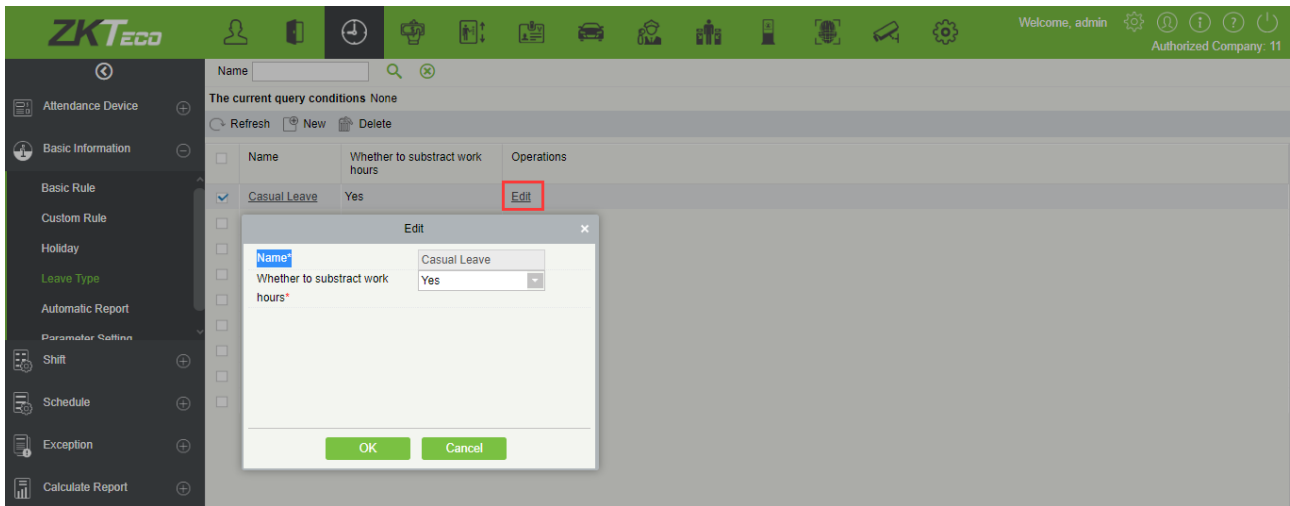 ZKTECO
Welcome, admin
Authorized Company: 11
Name
The current query conditions None
Refresh New Delete
Attendance Device
Basic Information
Basic Rule
Custom Rule
Holiday
Leave Type
Automatic Report
Parameter Setting
Shift
Schedule
Exception
Calculate Report
Name Whether to substract work hours Operations
Casual Leave Yes Edit
Edit
Name* Casual Leave
Whether to substract work Yes
hours*
OK Cancel